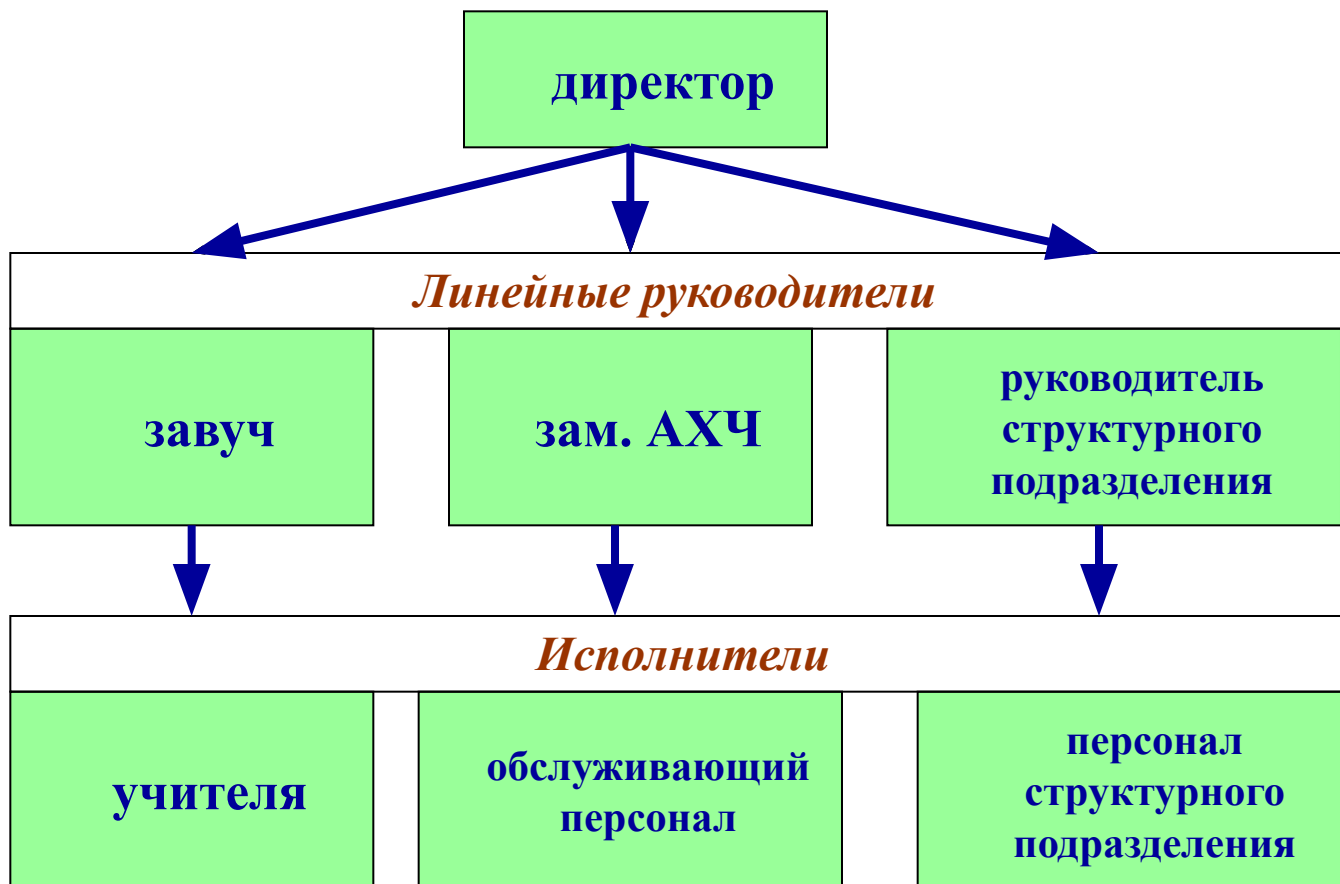 директор
Линейные руководители
завуч
зам. АХЧ
руководитель
структурного
подразделения
Исполнители
учителя
обслуживающий
персонал
персонал
структурного
подразделения